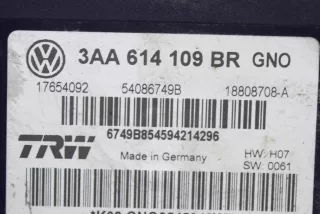 3AA 614 109 BR GNO
17654092 54086749B 18808708-A
6749B854594214296
TRW Made in Germany HW: H07
SW: 0061